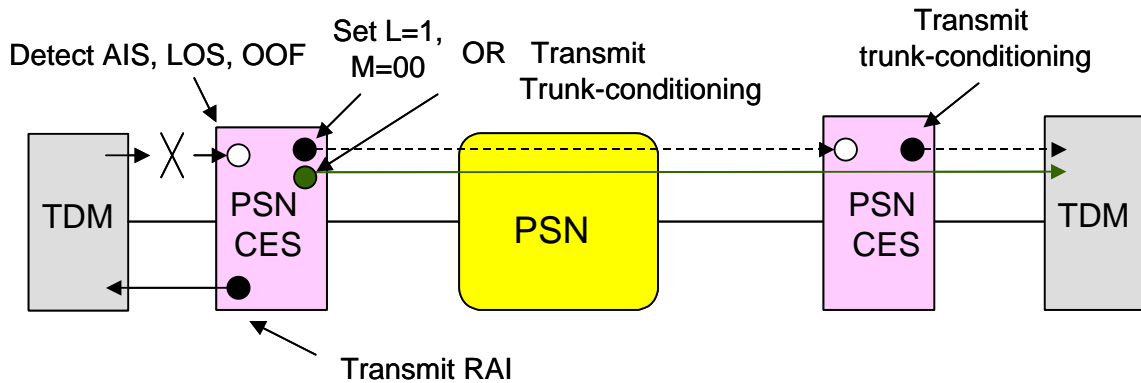 Detect AIS, LOS, OOF
Set L=1,
M=00
OR
Transmit
Trunk-conditioning
Transmit
trunk-conditioning
TDM
PSN
CES
PSN
PSN
CES
TDM
Transmit RAI